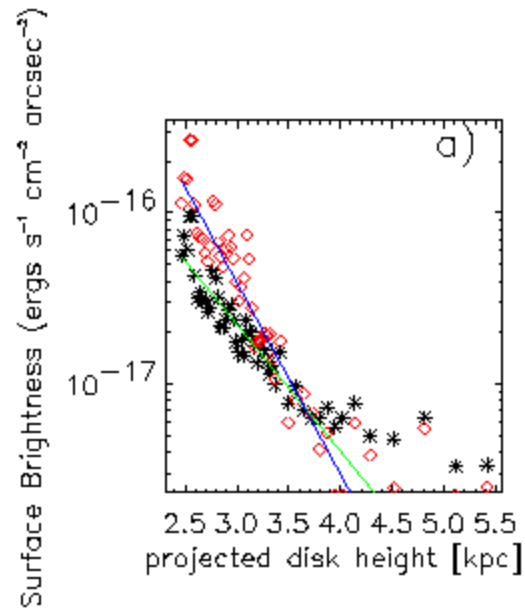 Surface Brightness (ergs s⁻¹ cm⁻² arcsec⁻²)
a)
10⁻¹⁶
10⁻¹⁷
2.5 3.0 3.5 4.0 4.5 5.0 5.5
projected disk height [kpc]